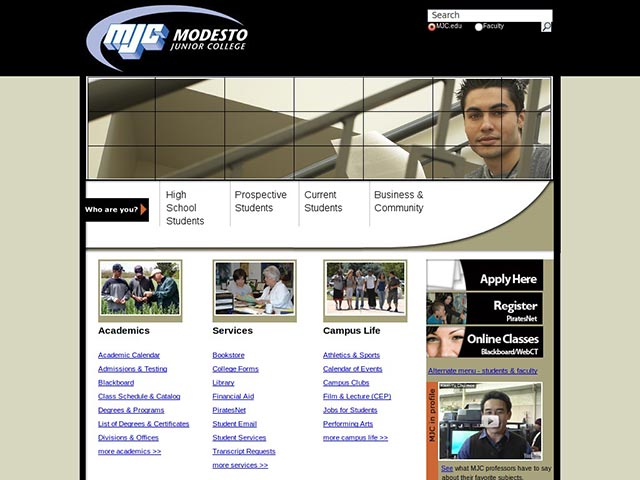 mjc MODESTO
JUNIOR COLLEGE
Search
MJC.edu Faculty
Who are you?
High
School
Students
Prospective
Students
Current
Students
Business &
Community
Academics
Academic Calendar
Admissions & Testing
Blackboard
Class Schedule & Catalog
Degrees & Programs
List of Degrees & Certificates
Divisions & Offices
more academics >>
Services
Bookstore
College Forms
Library
Financial Aid
PiratesNet
Student Email
Student Services
Transcript Requests
more services >>
Campus Life
Athletics & Sports
Calendar of Events
Campus Clubs
Film & Lecture (CEP)
Jobs for Students
Performing Arts
more campus life >>
Apply Here
Register
PiratesNet
Online Classes
Blackboard/WebCT
Alternate menu - students & faculty
MJC in profile
See what MJC professors have to say
about their favorite subjects.